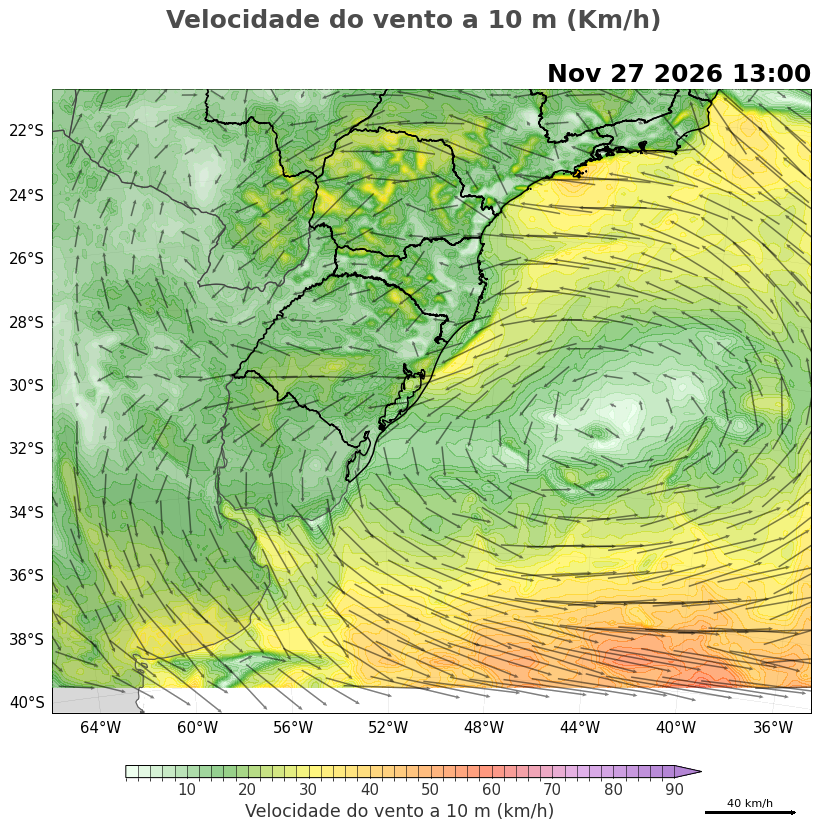 Velocidade do vento a 10 m (Km/h)
Nov 27 2026 13:00
22°S
24°S
26°S
28°S
30°S
32°S
34°S
36°S
38°S
40°S
64°W 60°W 56°W 52°W 48°W 44°W 40°W 36°W
10 20 30 40 50 60 70 80 90
Velocidade do vento a 10 m (km/h)
40 km/h